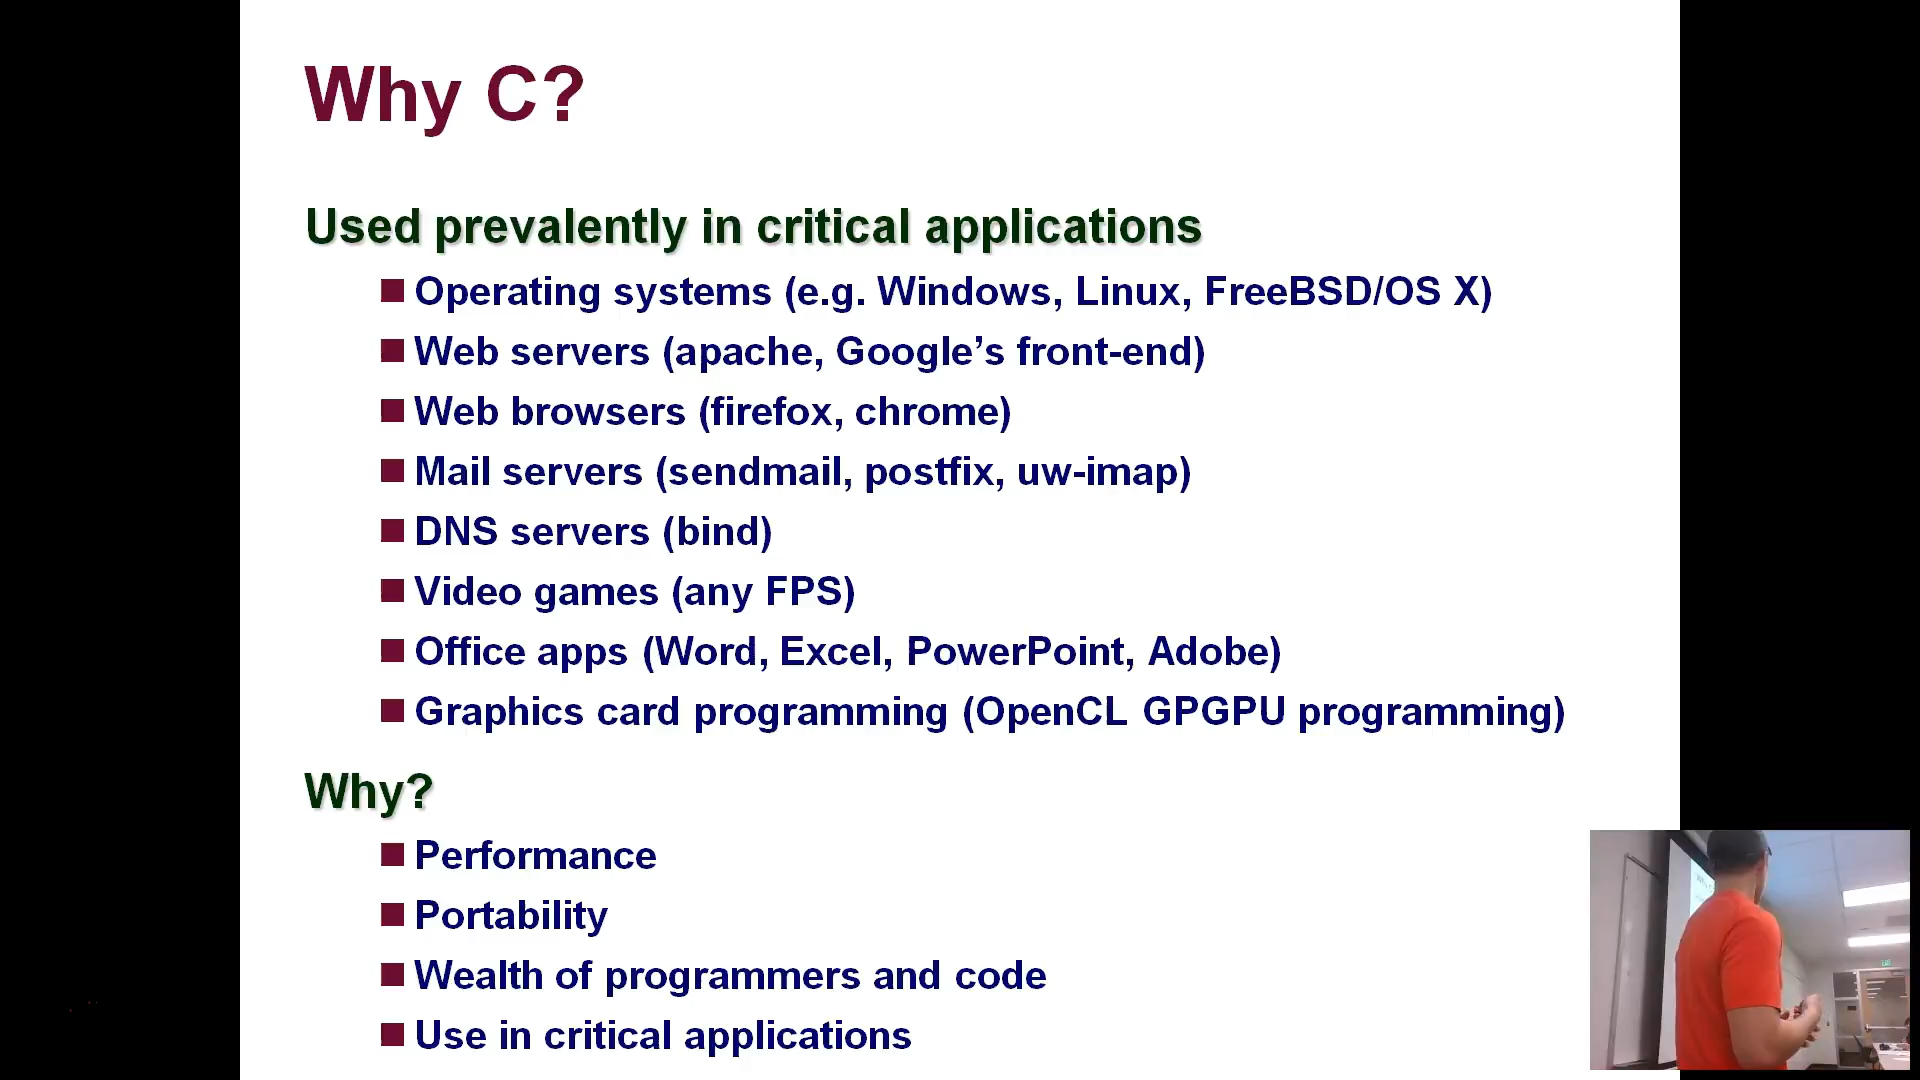 Why C?
Used prevalently in critical applications
Operating systems (e.g. Windows, Linux, FreeBSD/OS X)
Web servers (apache, Google’s front-end)
Web browsers (firefox, chrome)
Mail servers (sendmail, postfix, uw-imap)
DNS servers (bind)
Video games (any FPS)
Office apps (Word, Excel, PowerPoint, Adobe)
Graphics card programming (OpenCL GPGPU programming)
Why?
Performance
Portability
Wealth of programmers and code
Use in critical applications